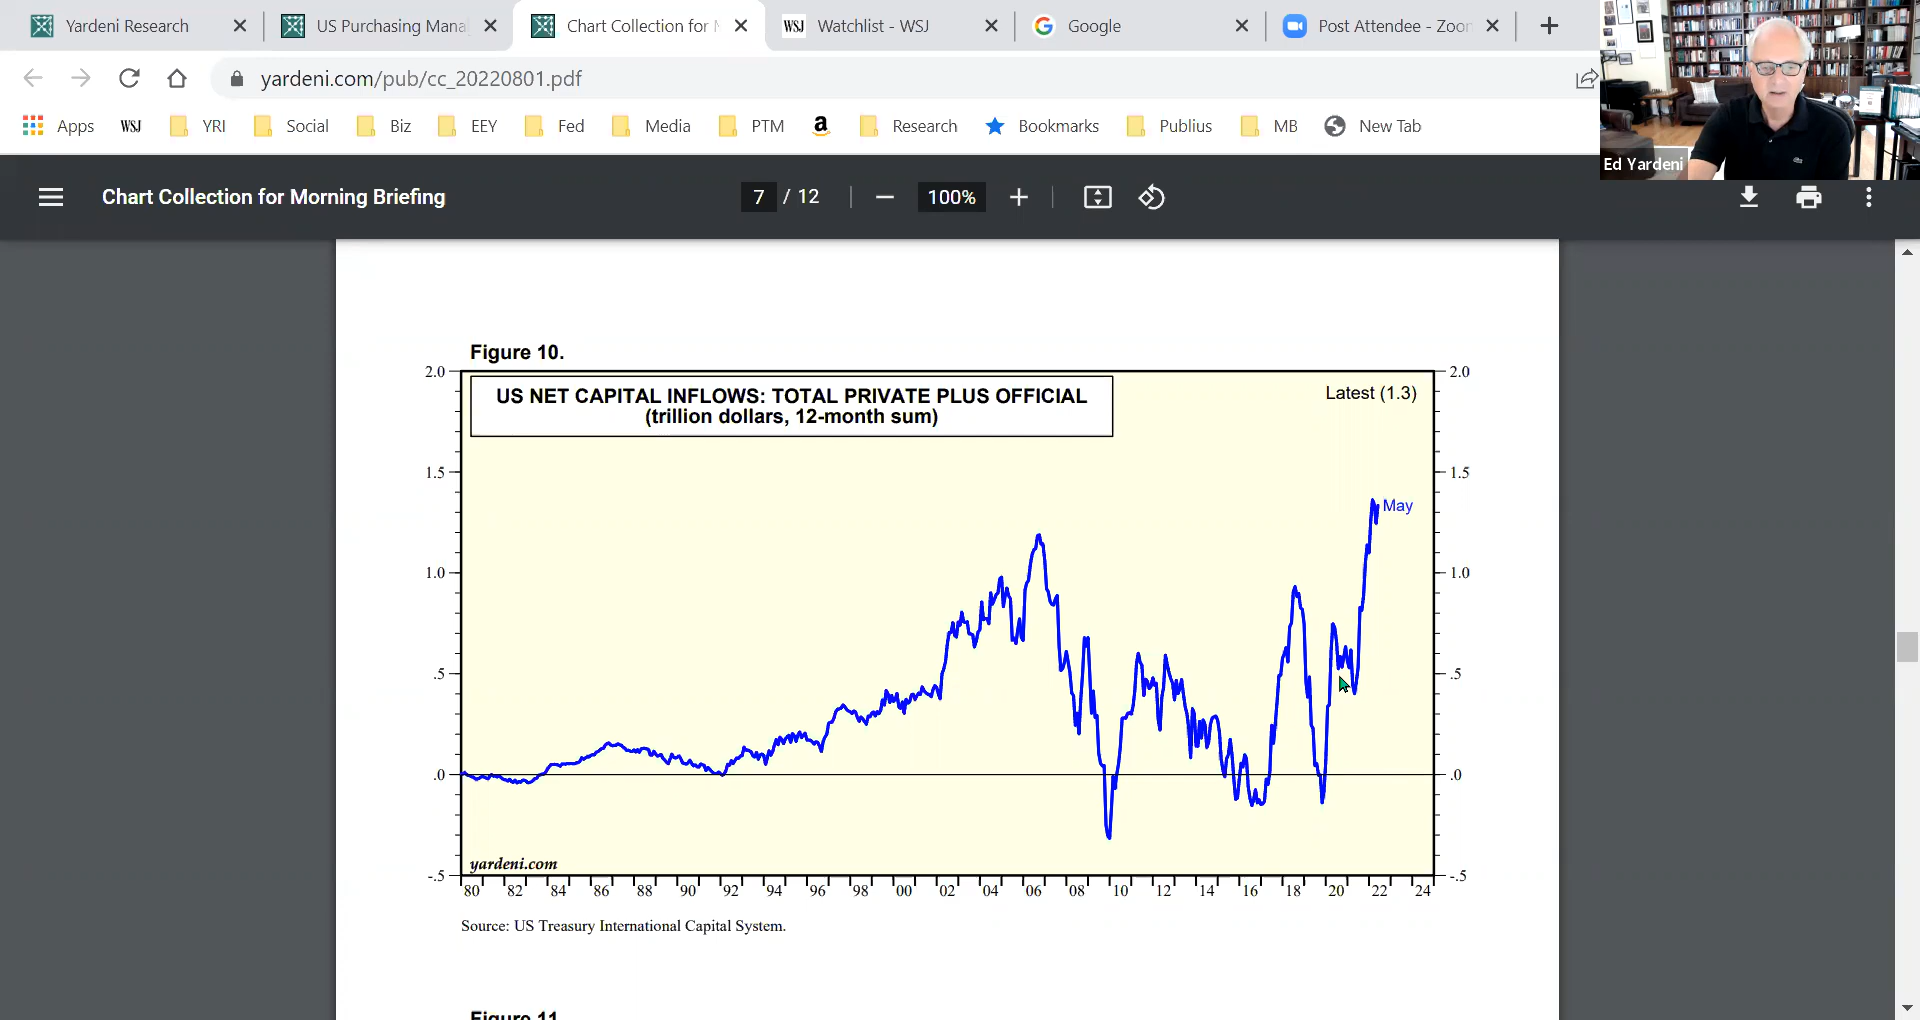 Yardeni Research
US Purchasing Mana
Chart Collection for M
WSJ Watchlist - WSJ
Google
Post Attendee - Zoom
yardeni.com/pub/cc_20220801.pdf
Apps WSJ YRI Social Biz EEY Fed Media PTM a Research Bookmarks Publius MB New Tab
Ed Yardeni
Chart Collection for Morning Briefing
7 / 12
100%
Figure 10.
US NET CAPITAL INFLOWS: TOTAL PRIVATE PLUS OFFICIAL
(trillion dollars, 12-month sum)
Latest (1.3)
2.0 2.0
1.5 1.5
May
1.0 1.0
.5 .5
.0 .0
yardeni.com
-.5 -.5
80 82 84 86 88 90 92 94 96 98 00 02 04 06 08 10 12 14 16 18 20 22 24
Source: US Treasury International Capital System.
Figure 11